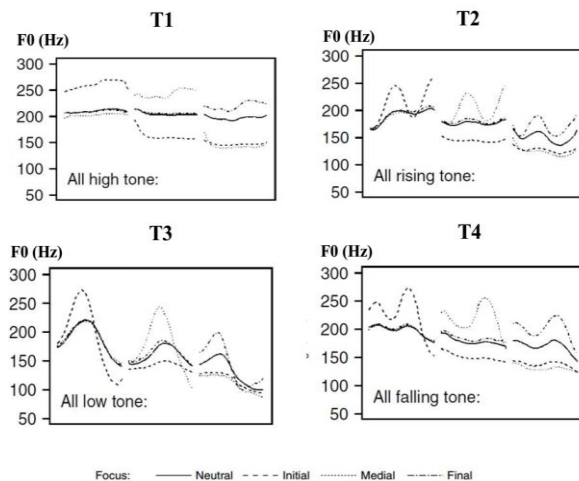 T1
F0 (Hz)
300
250
200
150
100
50
All high tone:
T2
F0 (Hz)
300
250
200
150
100
50
All rising tone:
T3
F0 (Hz)
300
250
200
150
100
50
All low tone:
T4
F0 (Hz)
300
250
200
150
100
50
All falling tone:
Focus: Neutral Initial Medial Final